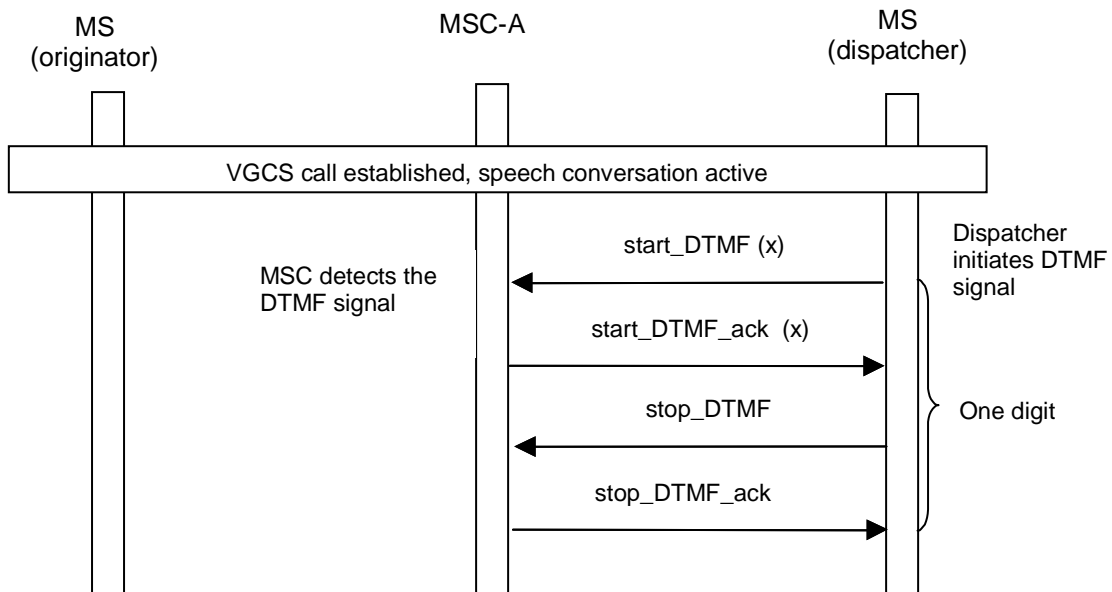 MS
(originator)
MSC-A
MS
(dispatcher)
VGCS call established, speech conversation active
start_DTMF (x)
Dispatcher
initiates DTMF
signal
MSC detects the
DTMF signal
start_DTMF_ack (x)
stop_DTMF
One digit
stop_DTMF_ack